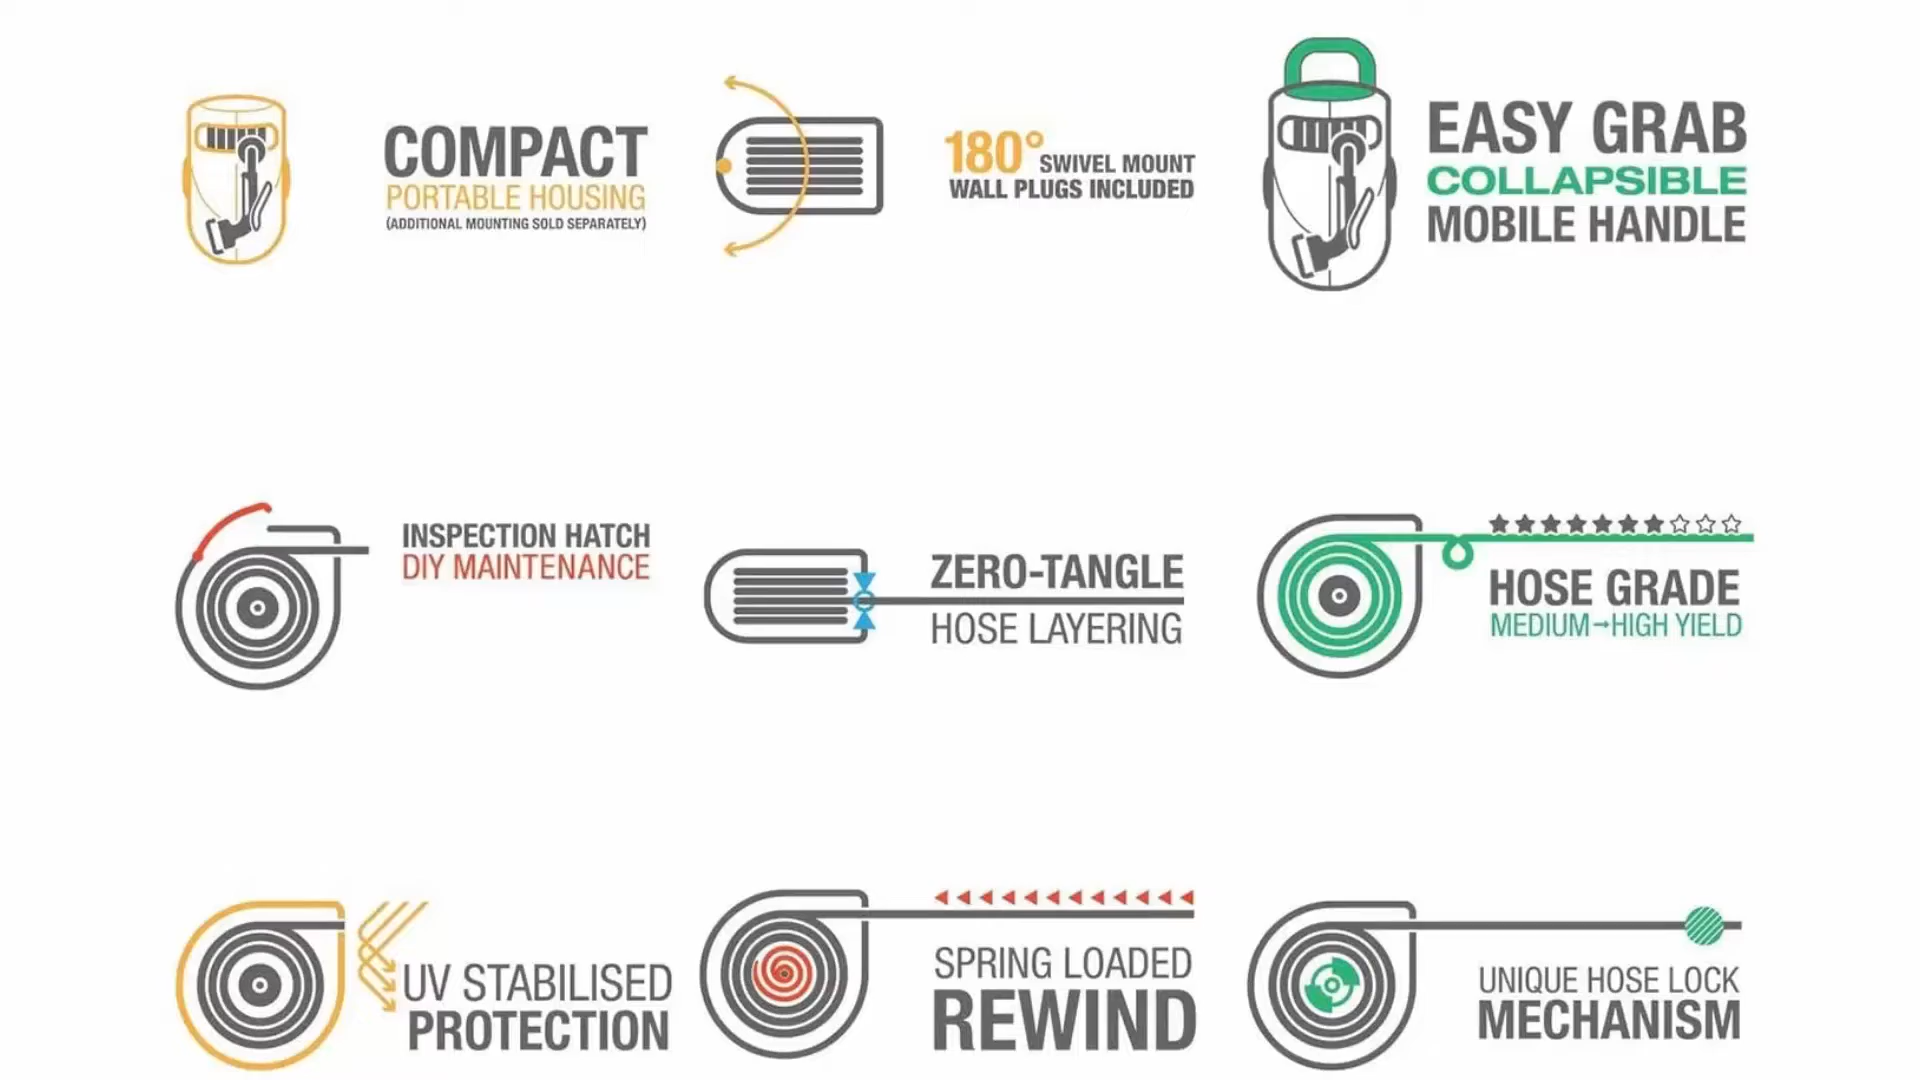 COMPACT
PORTABLE HOUSING
(ADDITIONAL MOUNTING SOLD SEPARATELY)
180° SWIVEL MOUNT
WALL PLUGS INCLUDED
EASY GRAB
COLLAPSIBLE
MOBILE HANDLE
INSPECTION HATCH
DIY MAINTENANCE
ZERO-TANGLE
HOSE LAYERING
HOSE GRADE
MEDIUM→HIGH YIELD
UV STABILISED
PROTECTION
SPRING LOADED
REWIND
UNIQUE HOSE LOCK
MECHANISM